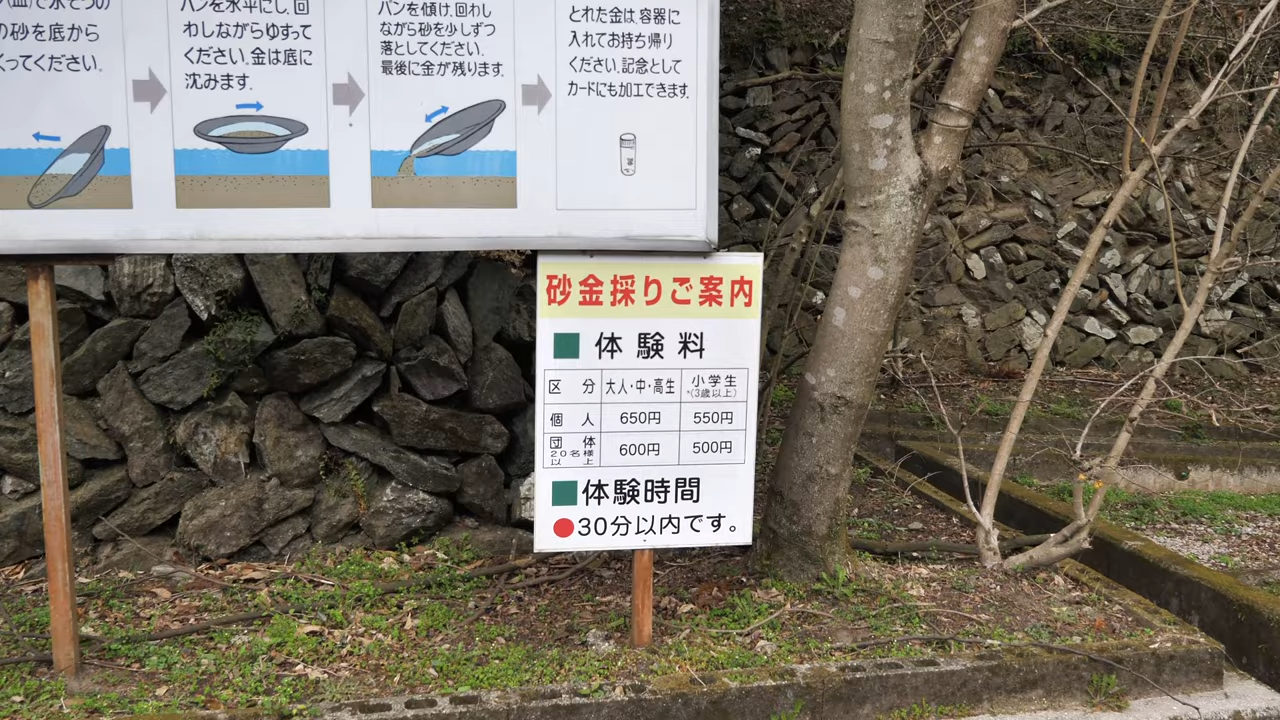 の砂を底から
くってください。
パンを水平にし、回
わしながらゆすって
ください。金は底に
沈みます。
パンを傾け、回わし
ながら砂を少しずつ
落としてください。
最後に金が残ります。
とれた金は、容器に
入れてお持ち帰り
ください。記念として
カードにも加工できます。
砂金採りご案内
体験料
区分 大人・中・高生 小学生
(3歳以上)
個人 650円 550円
団体
20名様
以上 600円 500円
体験時間
30分以内です。